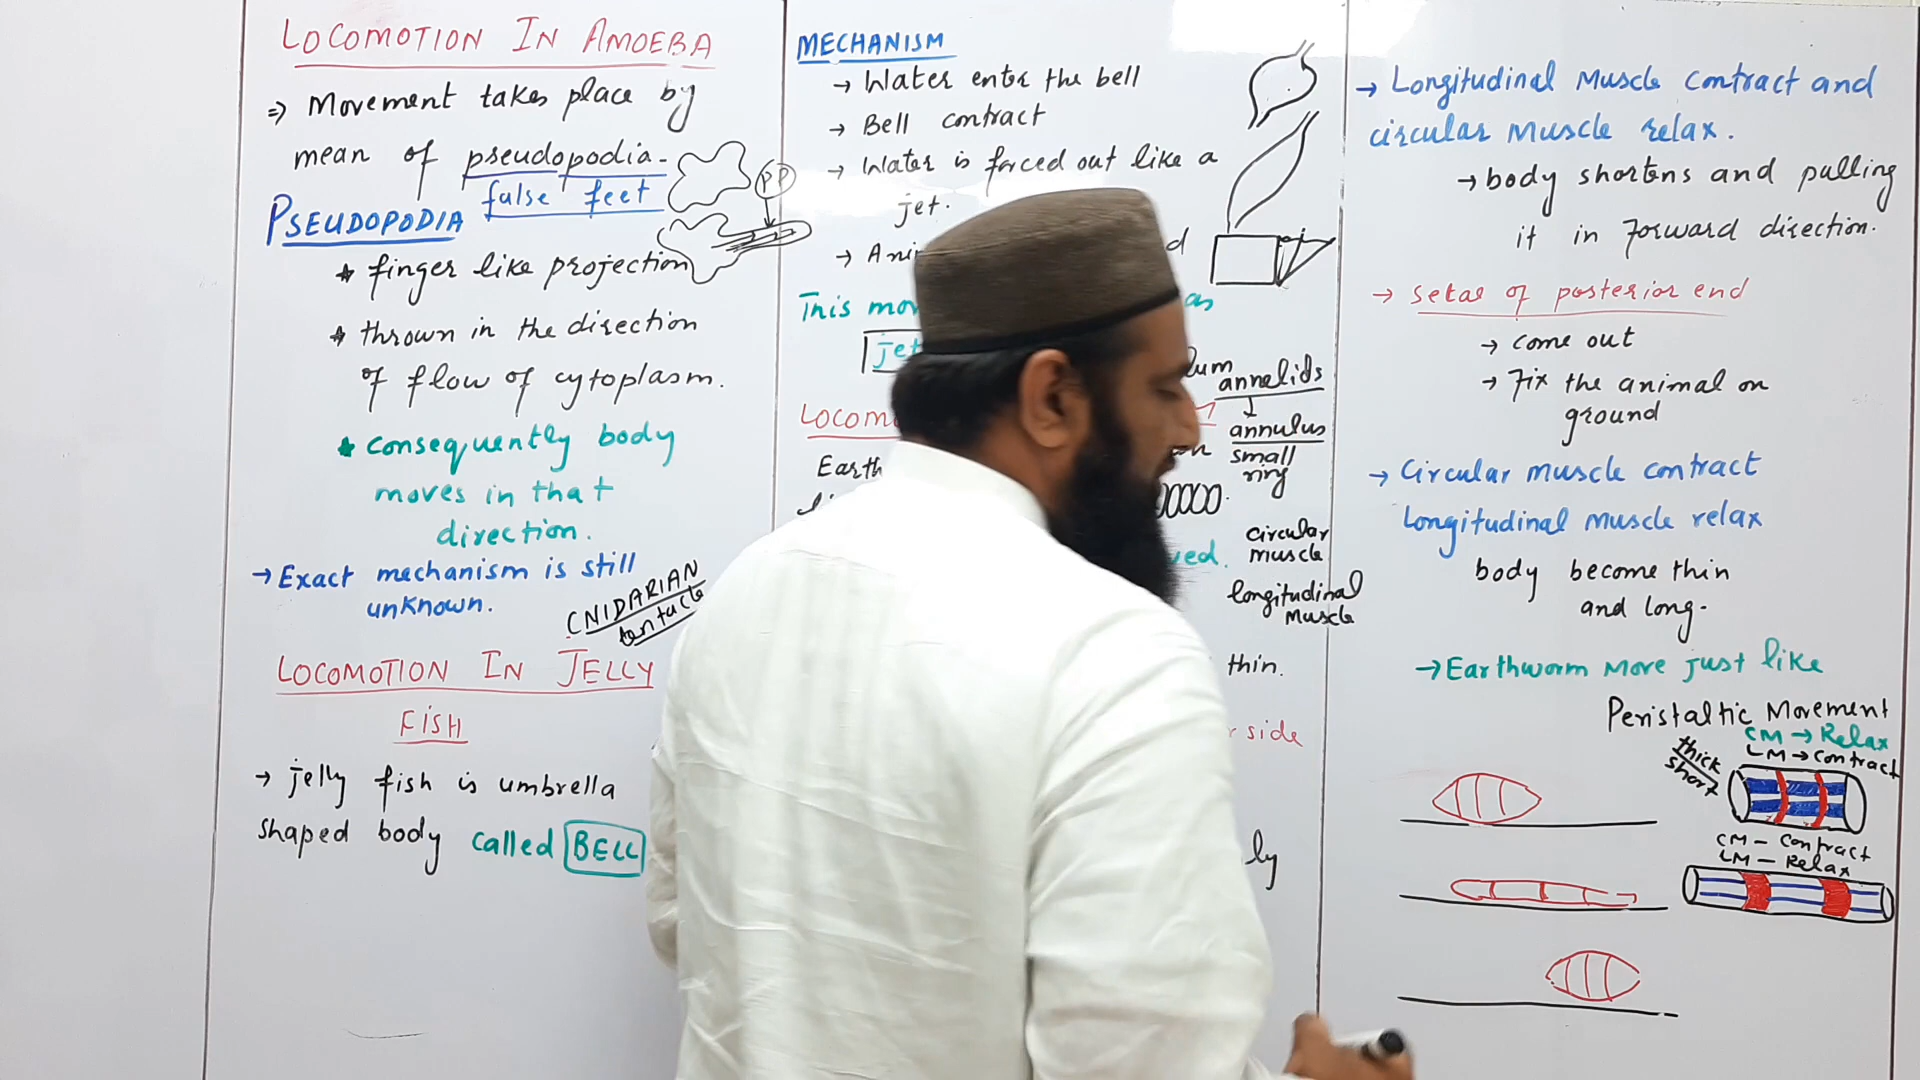 LOCOMOTION IN AMOEBA
⇒ Movement takes place by
mean of pseudopodia-
false feet
PSEUDOPODIA
PP
* finger like projection
* thrown in the direction
of flow of cytoplasm.
* consequently body
moves in that
direction.
→ Exact mechanism is still
unknown.
CNIDARIAN
tentacle
LOCOMOTION IN JELLY
FISH
→ jelly fish is umbrella
shaped body called BELL
MECHANISM
→ Water enter the bell
→ Bell contract
→ Water is forced out like a
jet.
→
This
as
jet
annelids
annulus
small
ring
circular
muscle
longitudinal
muscle
thin.
side
ly
→ Longitudinal Muscle contract and
circular Muscle relax.
→ body shortens and pulling
it in forward direction.
→ setae of posterior end
→ come out
→ Fix the animal on
ground
→ Circular muscle contract
Longitudinal muscle relax
body become thin
and long-
→ Earthworm move just like
Peristaltic Movement
CM → Relax
LM → contract
thick
short
CM - Contract
LM - Relax